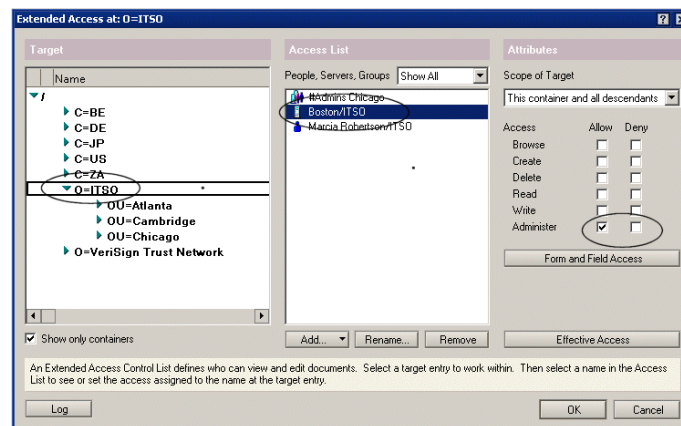 Extended Access at: O=ITSO
Target
Access List
Attributes
Name
People, Servers, Groups Show All
Scope of Target
/
#Admins Chicago
This container and all descendants
C=BE
Boston/ITSO
C=DE
Marcia Robertson/ITSO
Access Allow Deny
C=JP
Browse
C=US
Create
C=ZA
Delete
O=ITSO
Read
OU=Atlanta
Write
OU=Cambridge
Administer
OU=Chicago
O=VeriSign Trust Network
Form and Field Access
Show only containers
Add... Rename... Remove
Effective Access
An Extended Access Control List defines who can view and edit documents. Select a target entry to work within. Then select a name in the Access
List to see or set the access assigned to the name at the target entry.
Log
OK Cancel